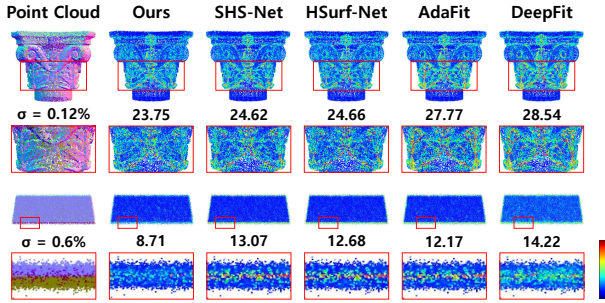 Point Cloud Ours SHS-Net HSurf-Net AdaFit DeepFit
σ = 0.12% 23.75 24.62 24.66 27.77 28.54
σ = 0.6% 8.71 13.07 12.68 12.17 14.22